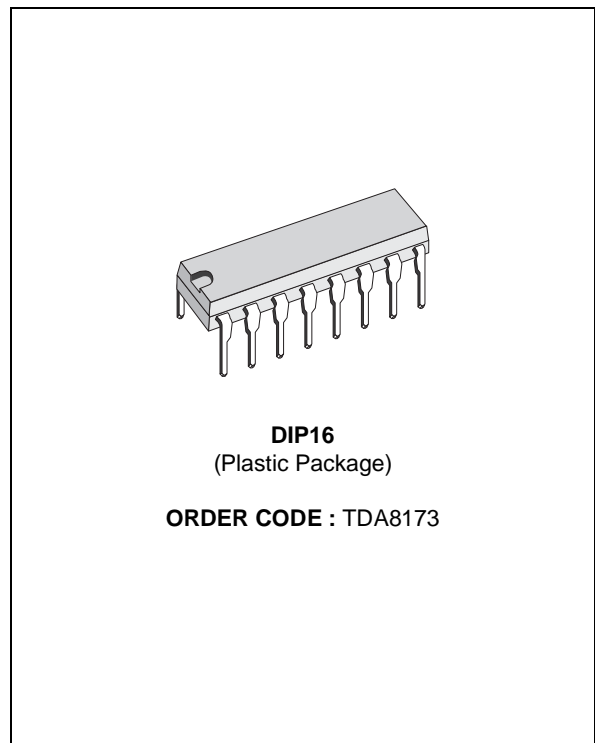 DIP16
(Plastic Package)
ORDER CODE : TDA8173